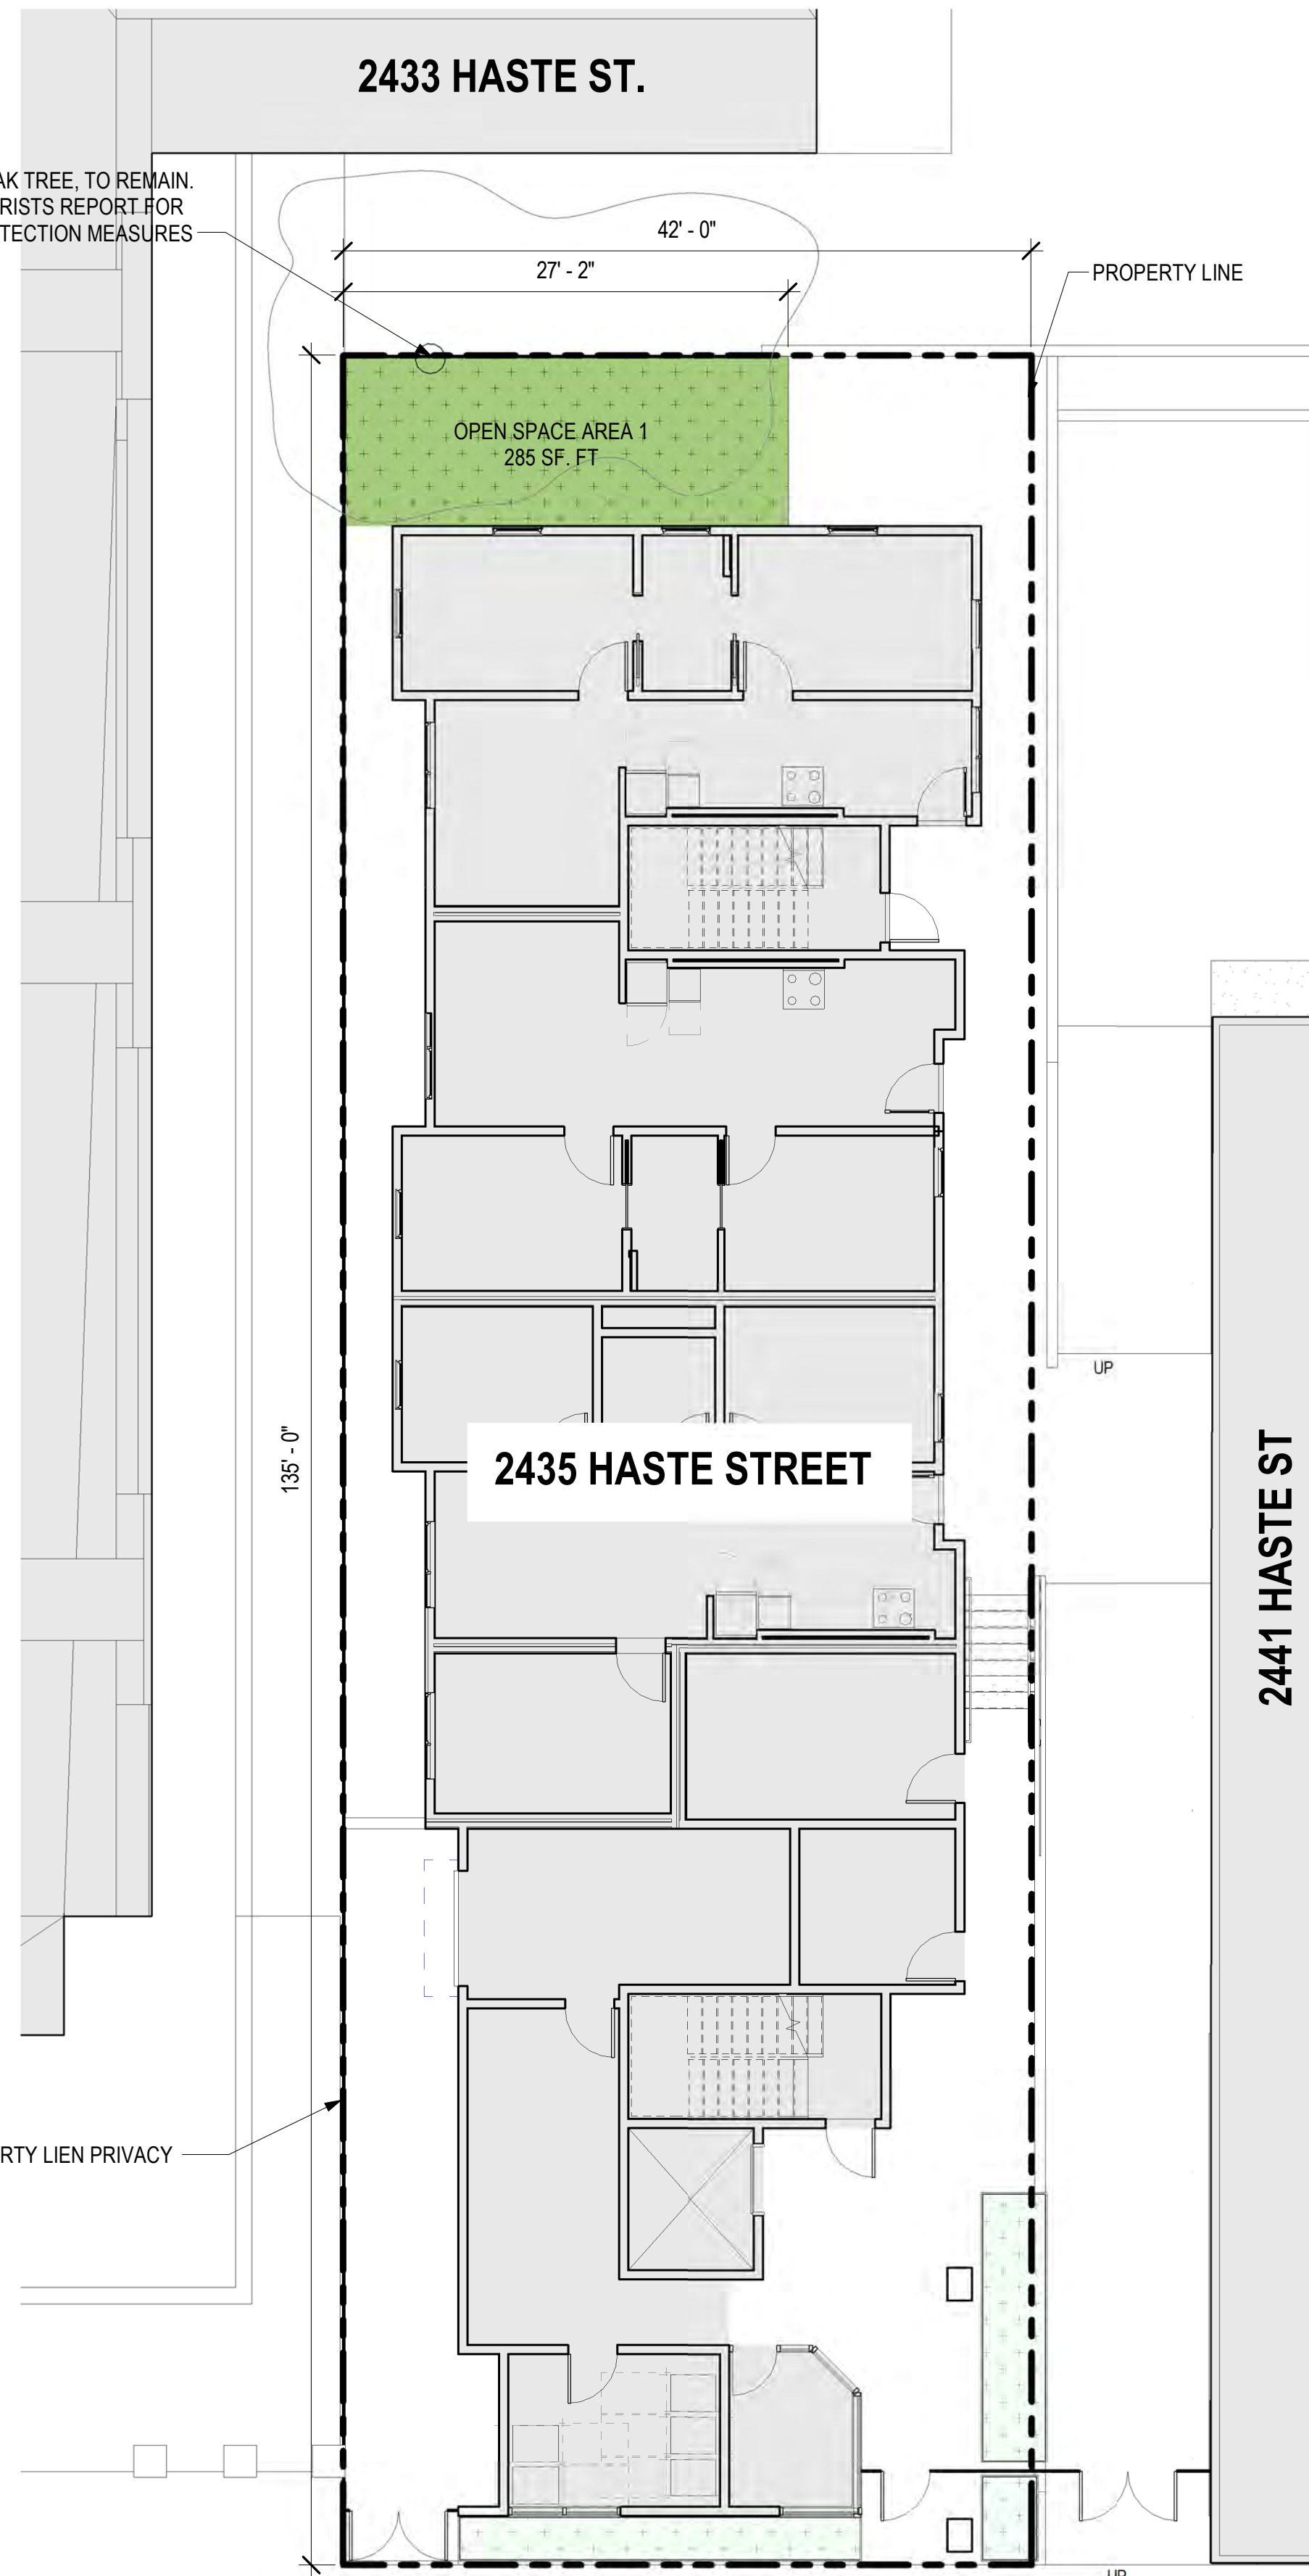 2433 HASTE ST.
AK TREE, TO REMAIN.
RISTS REPORT FOR
TECTION MEASURES
42' - 0"
27' - 2"
PROPERTY LINE
OPEN SPACE AREA 1
285 SF. FT
UP
135' - 0"
2435 HASTE STREET
2441 HASTE ST
RTY LIEN PRIVACY
UP